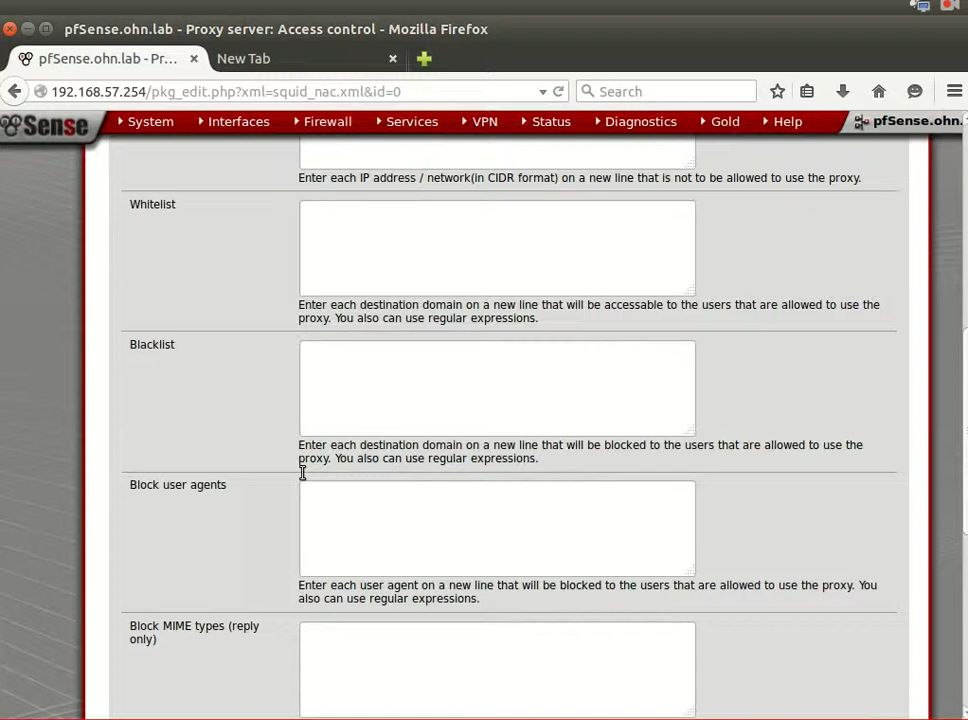 pfSense.ohn.lab - Proxy server: Access control - Mozilla Firefox
pfSense.ohn.lab - Pr... × New Tab ×
192.168.57.254/pkg_edit.php?xml=squid_nac.xml&id=0 Search
Sense System Interfaces Firewall Services VPN Status Diagnostics Gold Help pfSense.ohn.
Enter each IP address / network(in CIDR format) on a new line that is not to be allowed to use the proxy.
Whitelist
Enter each destination domain on a new line that will be accessable to the users that are allowed to use the
proxy. You also can use regular expressions.
Blacklist
Enter each destination domain on a new line that will be blocked to the users that are allowed to use the
proxy. You also can use regular expressions.
Block user agents
Enter each user agent on a new line that will be blocked to the users that are allowed to use the proxy. You
also can use regular expressions.
Block MIME types (reply
only)